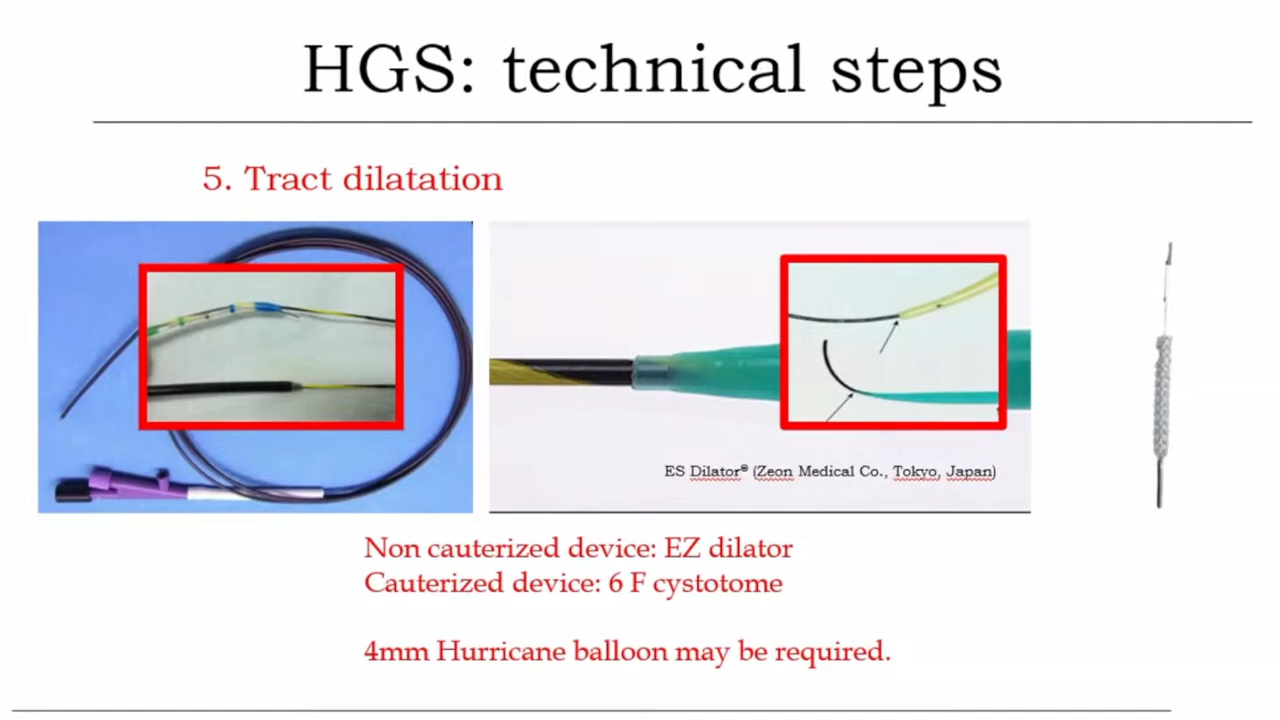 HGS: technical steps
5. Tract dilatation
ES Dilator® (Zeon Medical Co., Tokyo, Japan)
Non cauterized device: EZ dilator
Cauterized device: 6 F cystotome
4mm Hurricane balloon may be required.